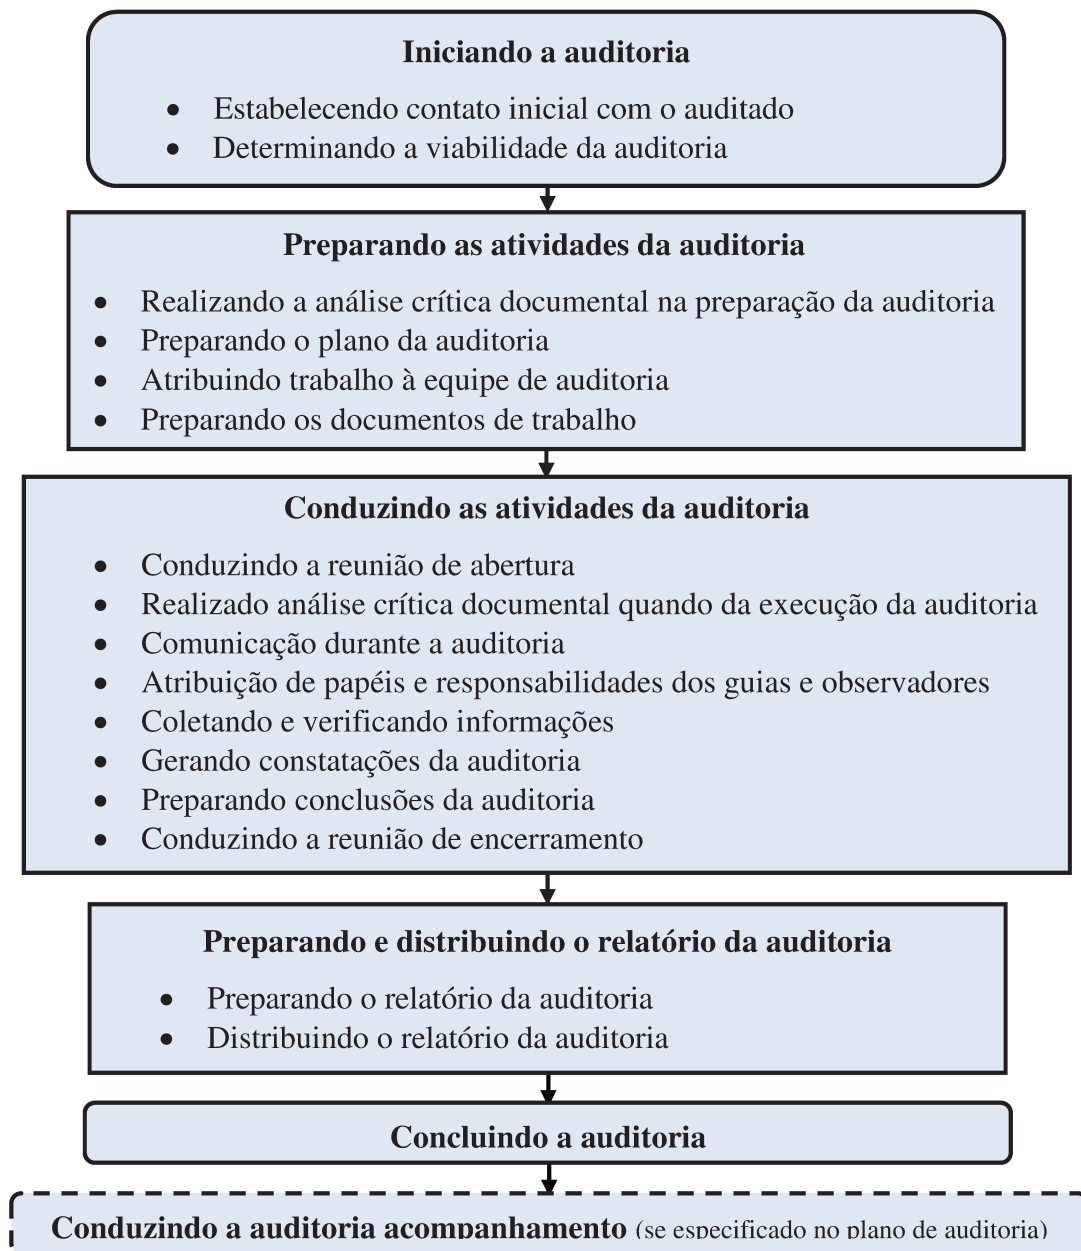 Iniciando a auditoria
• Estabelecendo contato inicial com o auditado
• Determinando a viabilidade da auditoria
Preparando as atividades da auditoria
• Realizando a análise crítica documental na preparação da auditoria
• Preparando o plano da auditoria
• Atribuindo trabalho à equipe de auditoria
• Preparando os documentos de trabalho
Conduzindo as atividades da auditoria
• Conduzindo a reunião de abertura
• Realizado análise crítica documental quando da execução da auditoria
• Comunicação durante a auditoria
• Atribuição de papéis e responsabilidades dos guias e observadores
• Coletando e verificando informações
• Gerando constatações da auditoria
• Preparando conclusões da auditoria
• Conduzindo a reunião de encerramento
Preparando e distribuindo o relatório da auditoria
• Preparando o relatório da auditoria
• Distribuindo o relatório da auditoria
Concluindo a auditoria
Conduzindo a auditoria acompanhamento (se especificado no plano de auditoria)